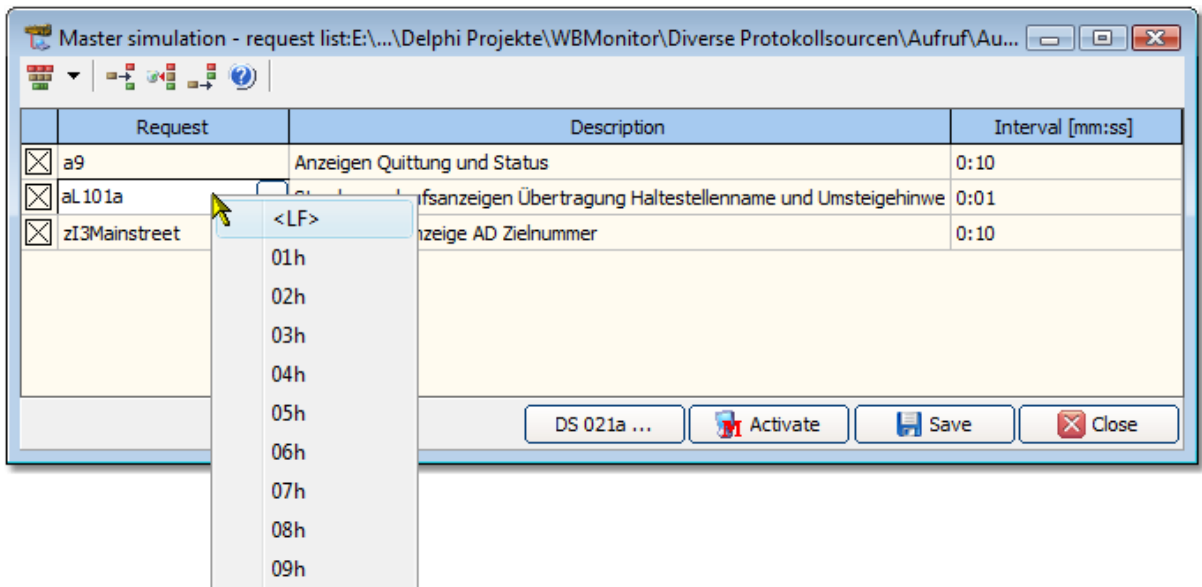 Master simulation - request list:E:\...\Delphi Projekte\WBMonitor\Diverse Protokollsourcen\Aufruf\Au...
Request Description Interval [mm:ss]
a9 Anzeigen Quittung und Status 0:10
aL101a fsanzeigen Übertragung Haltestellenname und Umsteigehinwe 0:01
zI3Mainstreet nzeige AD Zielnummer 0:10
<LF>
01h
02h
03h
04h
05h
06h
07h
08h
09h
DS 021a ... Activate Save Close